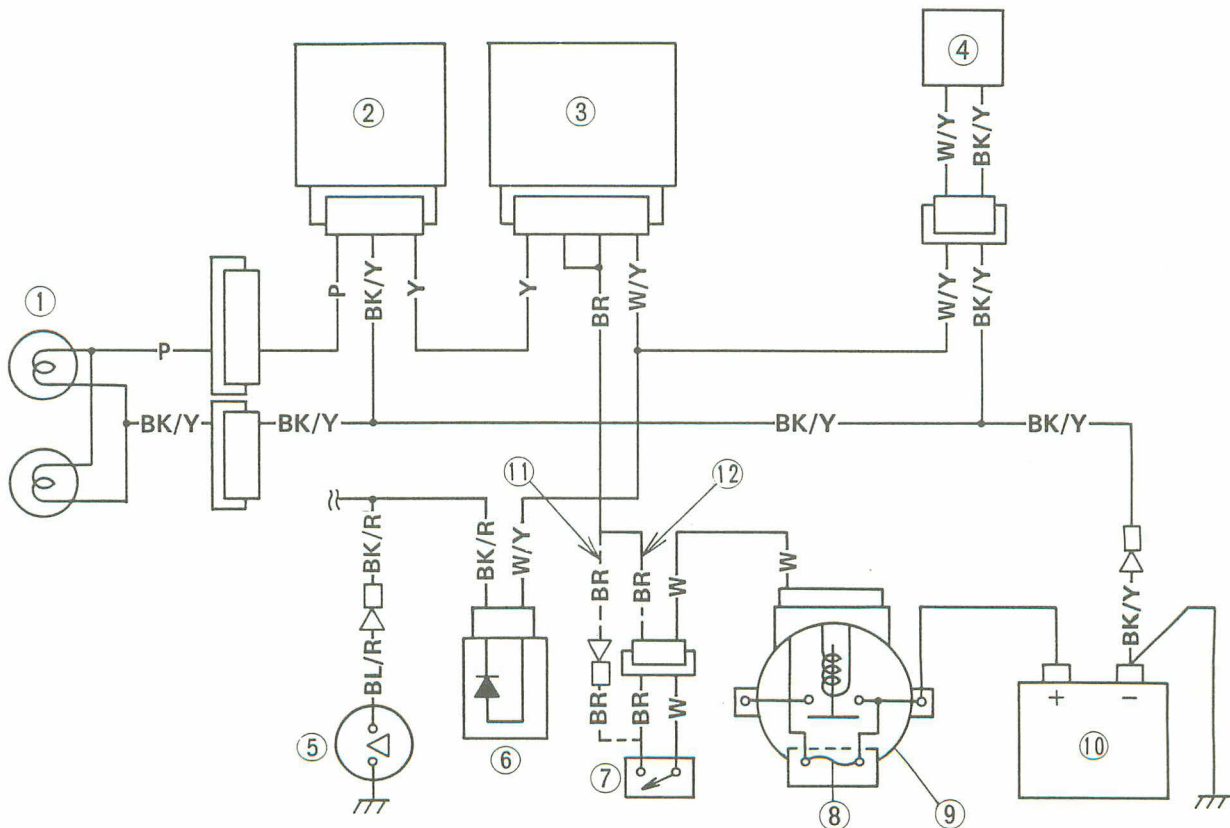 ④
② ③
W/Y BK/Y
① P BK/Y Y Y BR W/Y W/Y BK/Y
P
BK/Y BK/Y BK/Y BK/Y
⑪ ⑫
BK/R BK/R W/Y BR BR W W BK/Y
BL/R BR BR W + −
⑤ ⑥ ⑦ ⑩
⑧ ⑨